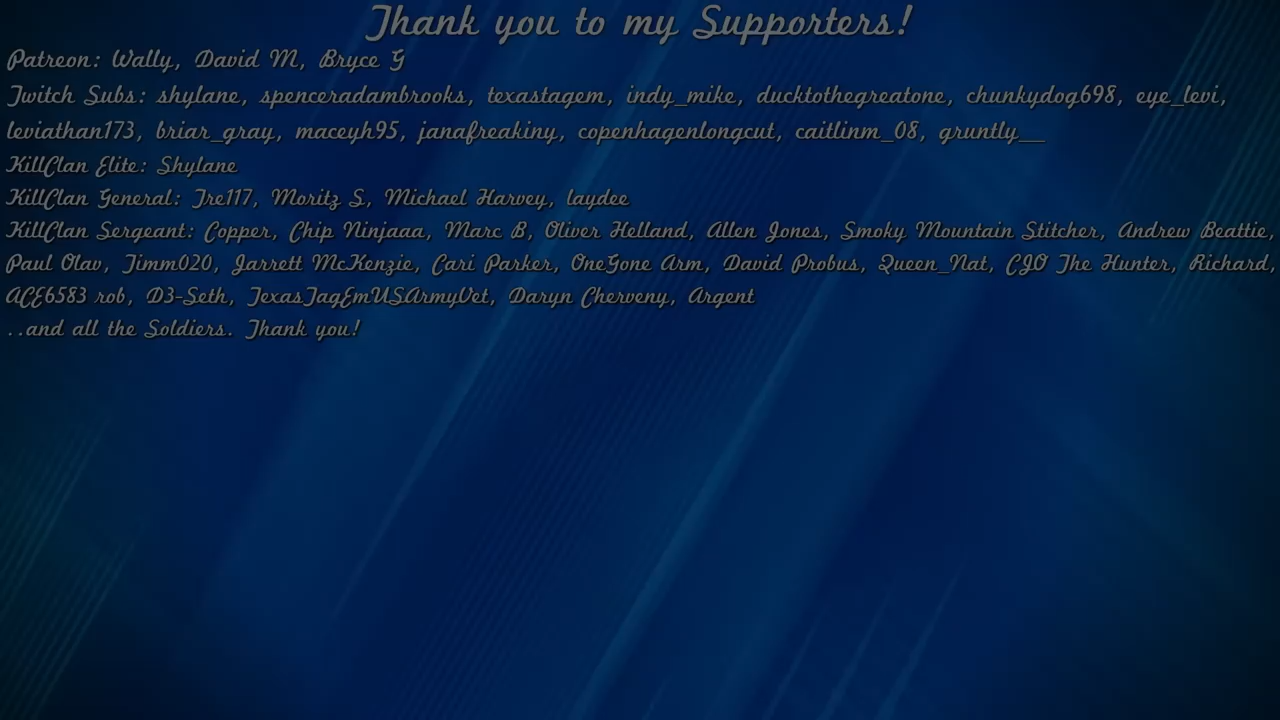 Thank you to my Supporters!
Patreon: Wally, David M, Bryce G
Twitch Subs: shylane, spenceradambrooks, texastagem, indy_mike, ducktothegreatone, chunkydog698, eye_levi,
leviathan173, briar_gray, maceyh95, janafreakiny, copenhagenlongcut, caitlinm_08, gruntly__
KillClan Elite: Shylane
KillClan General: Tre117, Moritz S, Michael Harvey, laydee
KillClan Sergeant: Copper, Chip Ninjaaa, Marc B, Oliver Helland, Allen Jones, Smoky Mountain Stitcher, Andrew Beattie,
Paul Olav, Timm020, Jarrett McKenzie, Cari Parker, OneGone Arm, David Probus, Queen_Nat, CJO The Hunter, Richard,
ACE6583 rob, D3-Seth, TexasTagEmUSArmyVet, Daryn Cherveny, Argent
..and all the Soldiers. Thank you!